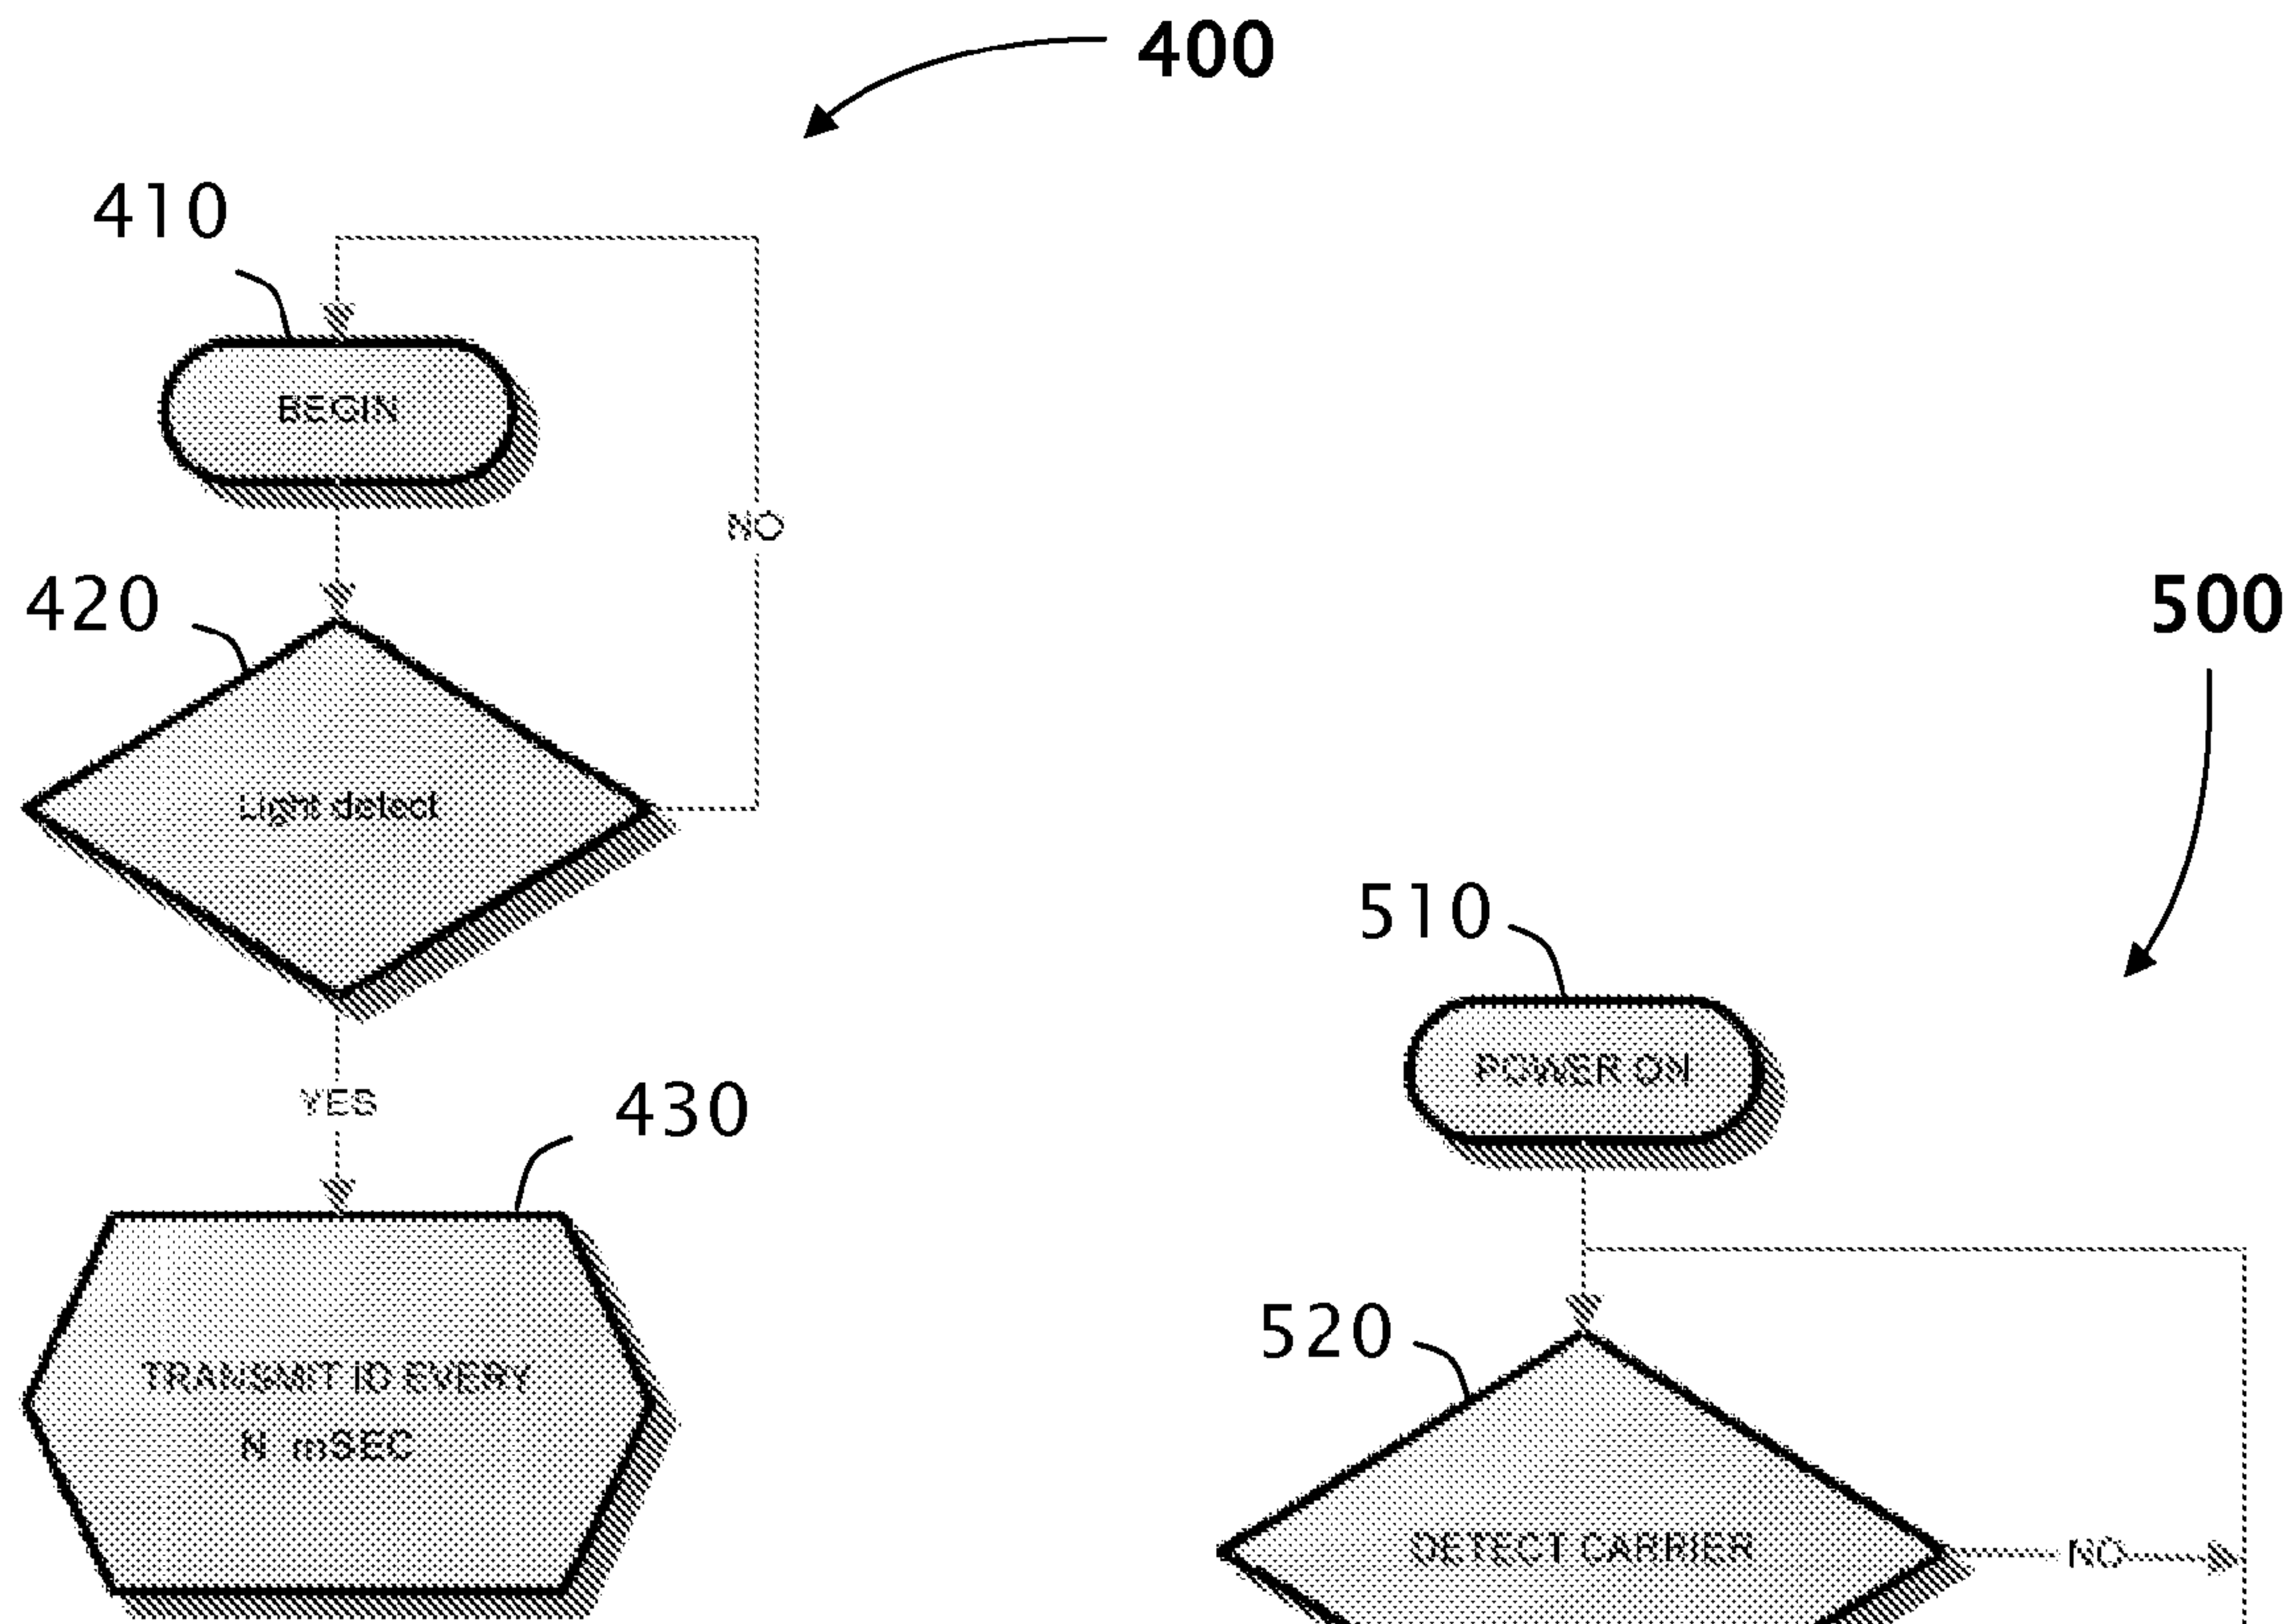 400
410
BEGIN
NO
420
Light detect
YES
430
TRANSMIT ID EVERY
N mSEC
500
510
POWER ON
520
DETECT CARRIER
NO